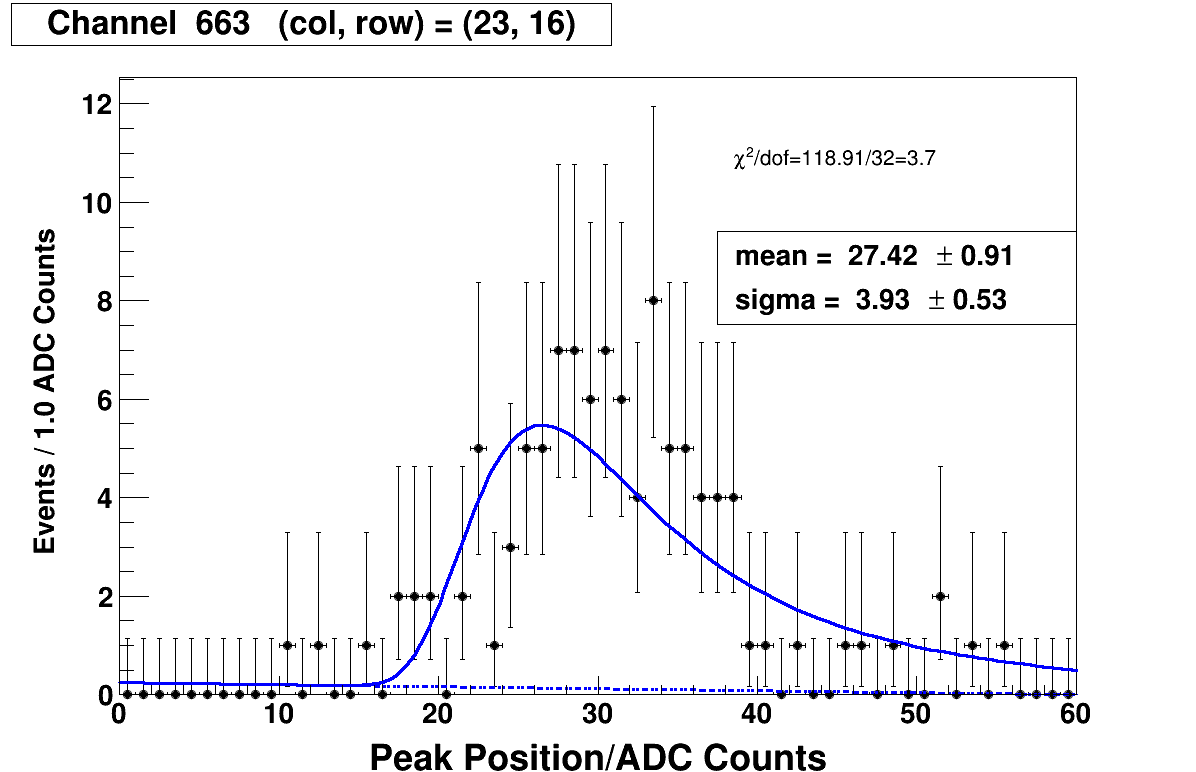 Channel 663 (col, row) = (23, 16)
χ²/dof=118.91/32=3.7
mean = 27.42 ± 0.91
sigma = 3.93 ± 0.53
Events / 1.0 ADC Counts
12
10
8
6
4
2
0
0 10 20 30 40 50 60
Peak Position/ADC Counts